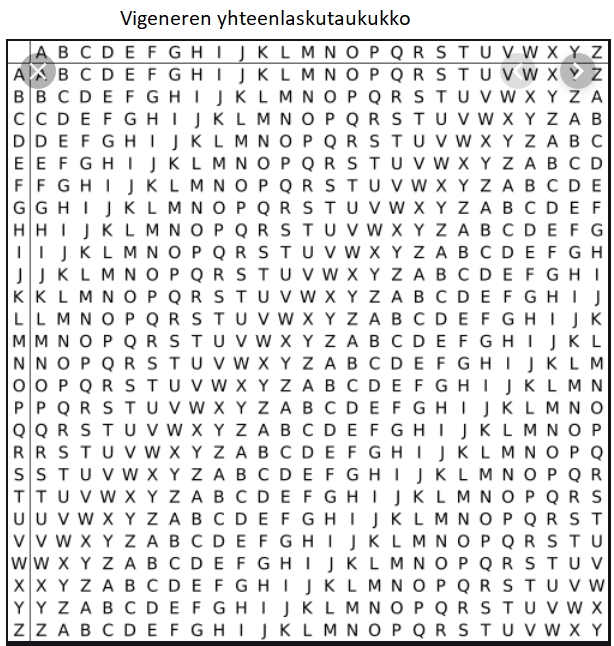 Vigeneren yhteenlaskutaukukko
A B C D E F G H I J K L M N O P Q R S T U V W X Y Z
A A B C D E F G H I J K L M N O P Q R S T U V W X Y Z
B B C D E F G H I J K L M N O P Q R S T U V W X Y Z A
C C D E F G H I J K L M N O P Q R S T U V W X Y Z A B
D D E F G H I J K L M N O P Q R S T U V W X Y Z A B C
E E F G H I J K L M N O P Q R S T U V W X Y Z A B C D
F F G H I J K L M N O P Q R S T U V W X Y Z A B C D E
G G H I J K L M N O P Q R S T U V W X Y Z A B C D E F
H H I J K L M N O P Q R S T U V W X Y Z A B C D E F G
I I J K L M N O P Q R S T U V W X Y Z A B C D E F G H
J J K L M N O P Q R S T U V W X Y Z A B C D E F G H I
K K L M N O P Q R S T U V W X Y Z A B C D E F G H I J
L L M N O P Q R S T U V W X Y Z A B C D E F G H I J K
M M N O P Q R S T U V W X Y Z A B C D E F G H I J K L
N N O P Q R S T U V W X Y Z A B C D E F G H I J K L M
O O P Q R S T U V W X Y Z A B C D E F G H I J K L M N
P P Q R S T U V W X Y Z A B C D E F G H I J K L M N O
Q Q R S T U V W X Y Z A B C D E F G H I J K L M N O P
R R S T U V W X Y Z A B C D E F G H I J K L M N O P Q
S S T U V W X Y Z A B C D E F G H I J K L M N O P Q R
T T U V W X Y Z A B C D E F G H I J K L M N O P Q R S
U U V W X Y Z A B C D E F G H I J K L M N O P Q R S T
V V W X Y Z A B C D E F G H I J K L M N O P Q R S T U
W W X Y Z A B C D E F G H I J K L M N O P Q R S T U V
X X Y Z A B C D E F G H I J K L M N O P Q R S T U V W
Y Y Z A B C D E F G H I J K L M N O P Q R S T U V W X
Z Z A B C D E F G H I J K L M N O P Q R S T U V W X Y